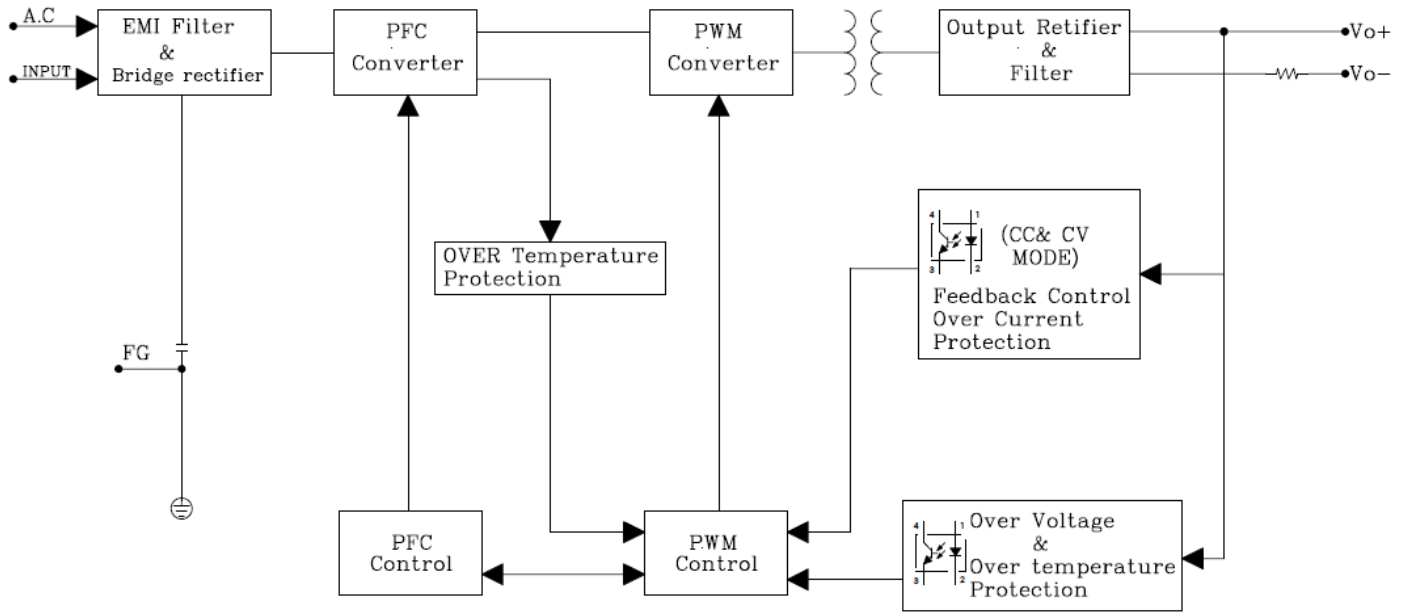 A.C
INPUT
EMI Filter
&
Bridge rectifier
PFC
Converter
PWM
Converter
Output Retifier
&
Filter
Vo+
Vo-
OVER Temperature
Protection
4
1
3
2
(CC& CV
MODE)
Feedback Control
Over Current
Protection
FG
PFC
Control
PWM
Control
4
1
3
2
Over Voltage
&
Over temperature
Protection